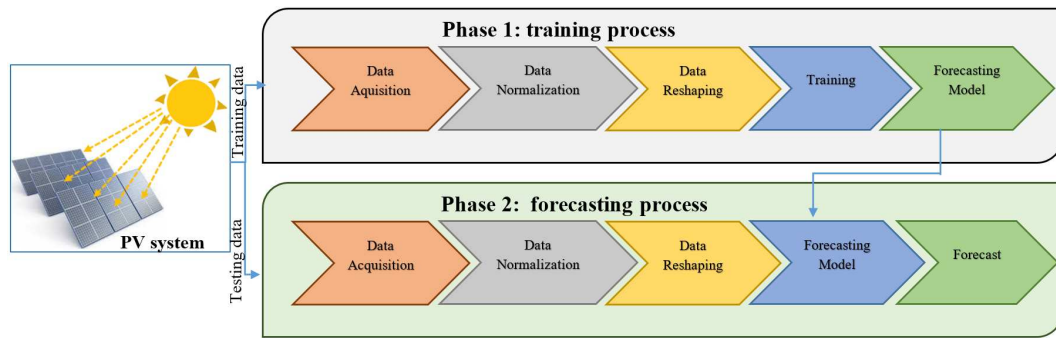 Phase 1: training process
Data
Aquisition
Data
Normalization
Data
Reshaping
Training
Forecasting
Model
Training data
PV system
Testing data
Phase 2: forecasting process
Data
Acquisition
Data
Normalization
Data
Reshaping
Forecasting
Model
Forecast